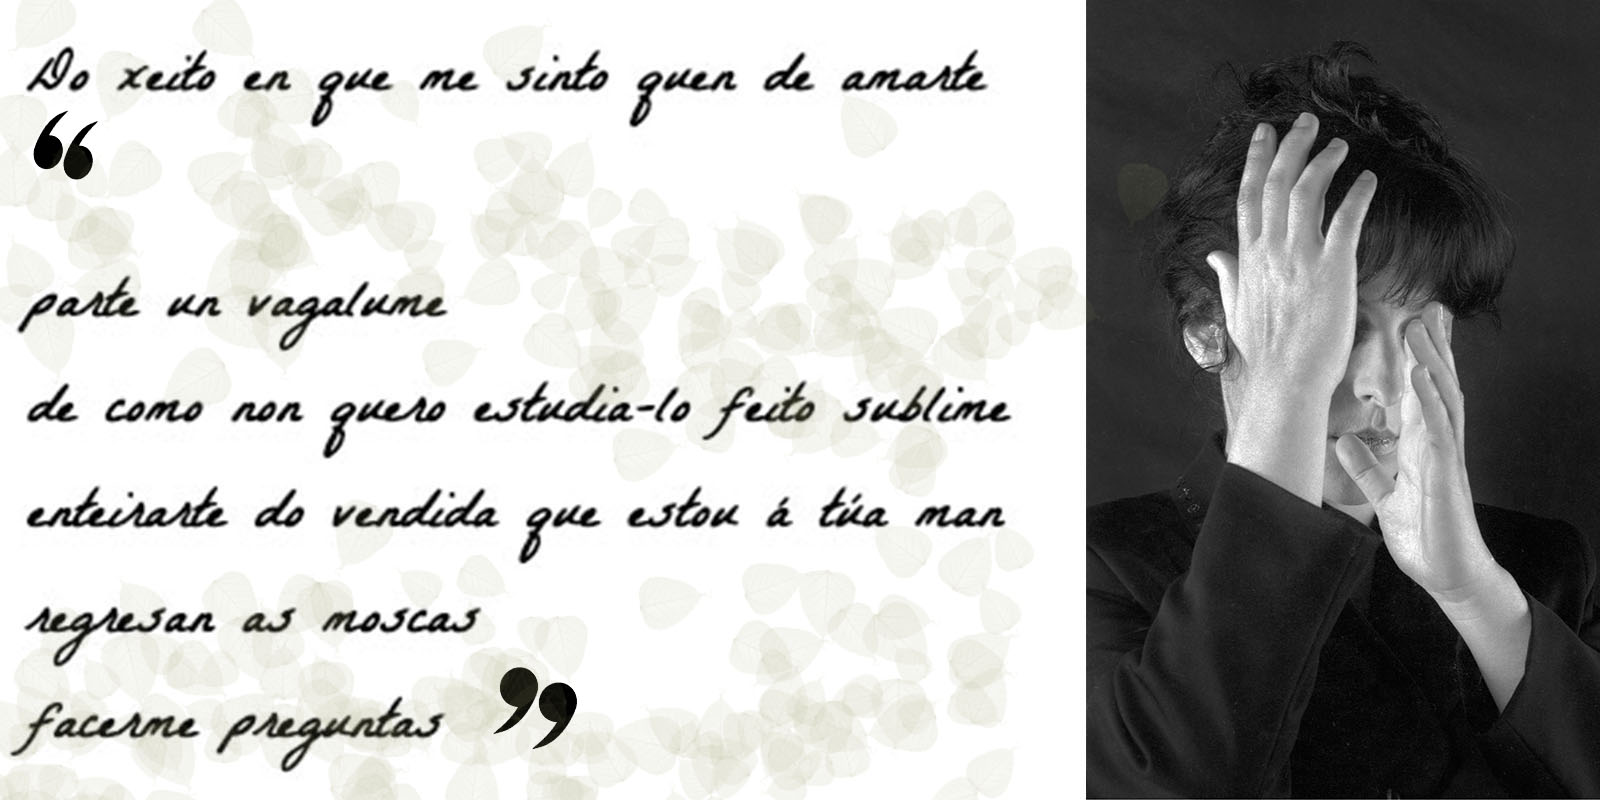 Do xeito en que me sinto quen de amarte
“
parte un vagalume
de como non quero estudia-lo feito sublime
enteirarte do vendida que estou á túa man
regresan as moscas
facerme preguntas ”